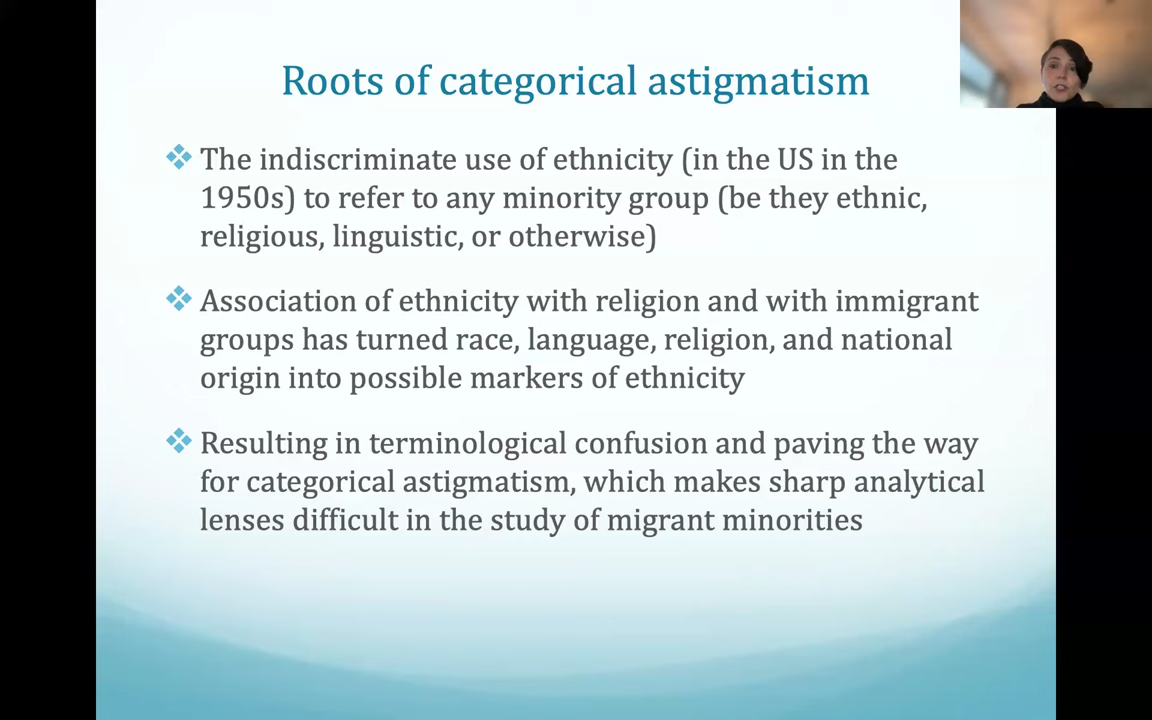 Roots of categorical astigmatism
The indiscriminate use of ethnicity (in the US in the
1950s) to refer to any minority group (be they ethnic,
religious, linguistic, or otherwise)
Association of ethnicity with religion and with immigrant
groups has turned race, language, religion, and national
origin into possible markers of ethnicity
Resulting in terminological confusion and paving the way
for categorical astigmatism, which makes sharp analytical
lenses difficult in the study of migrant minorities